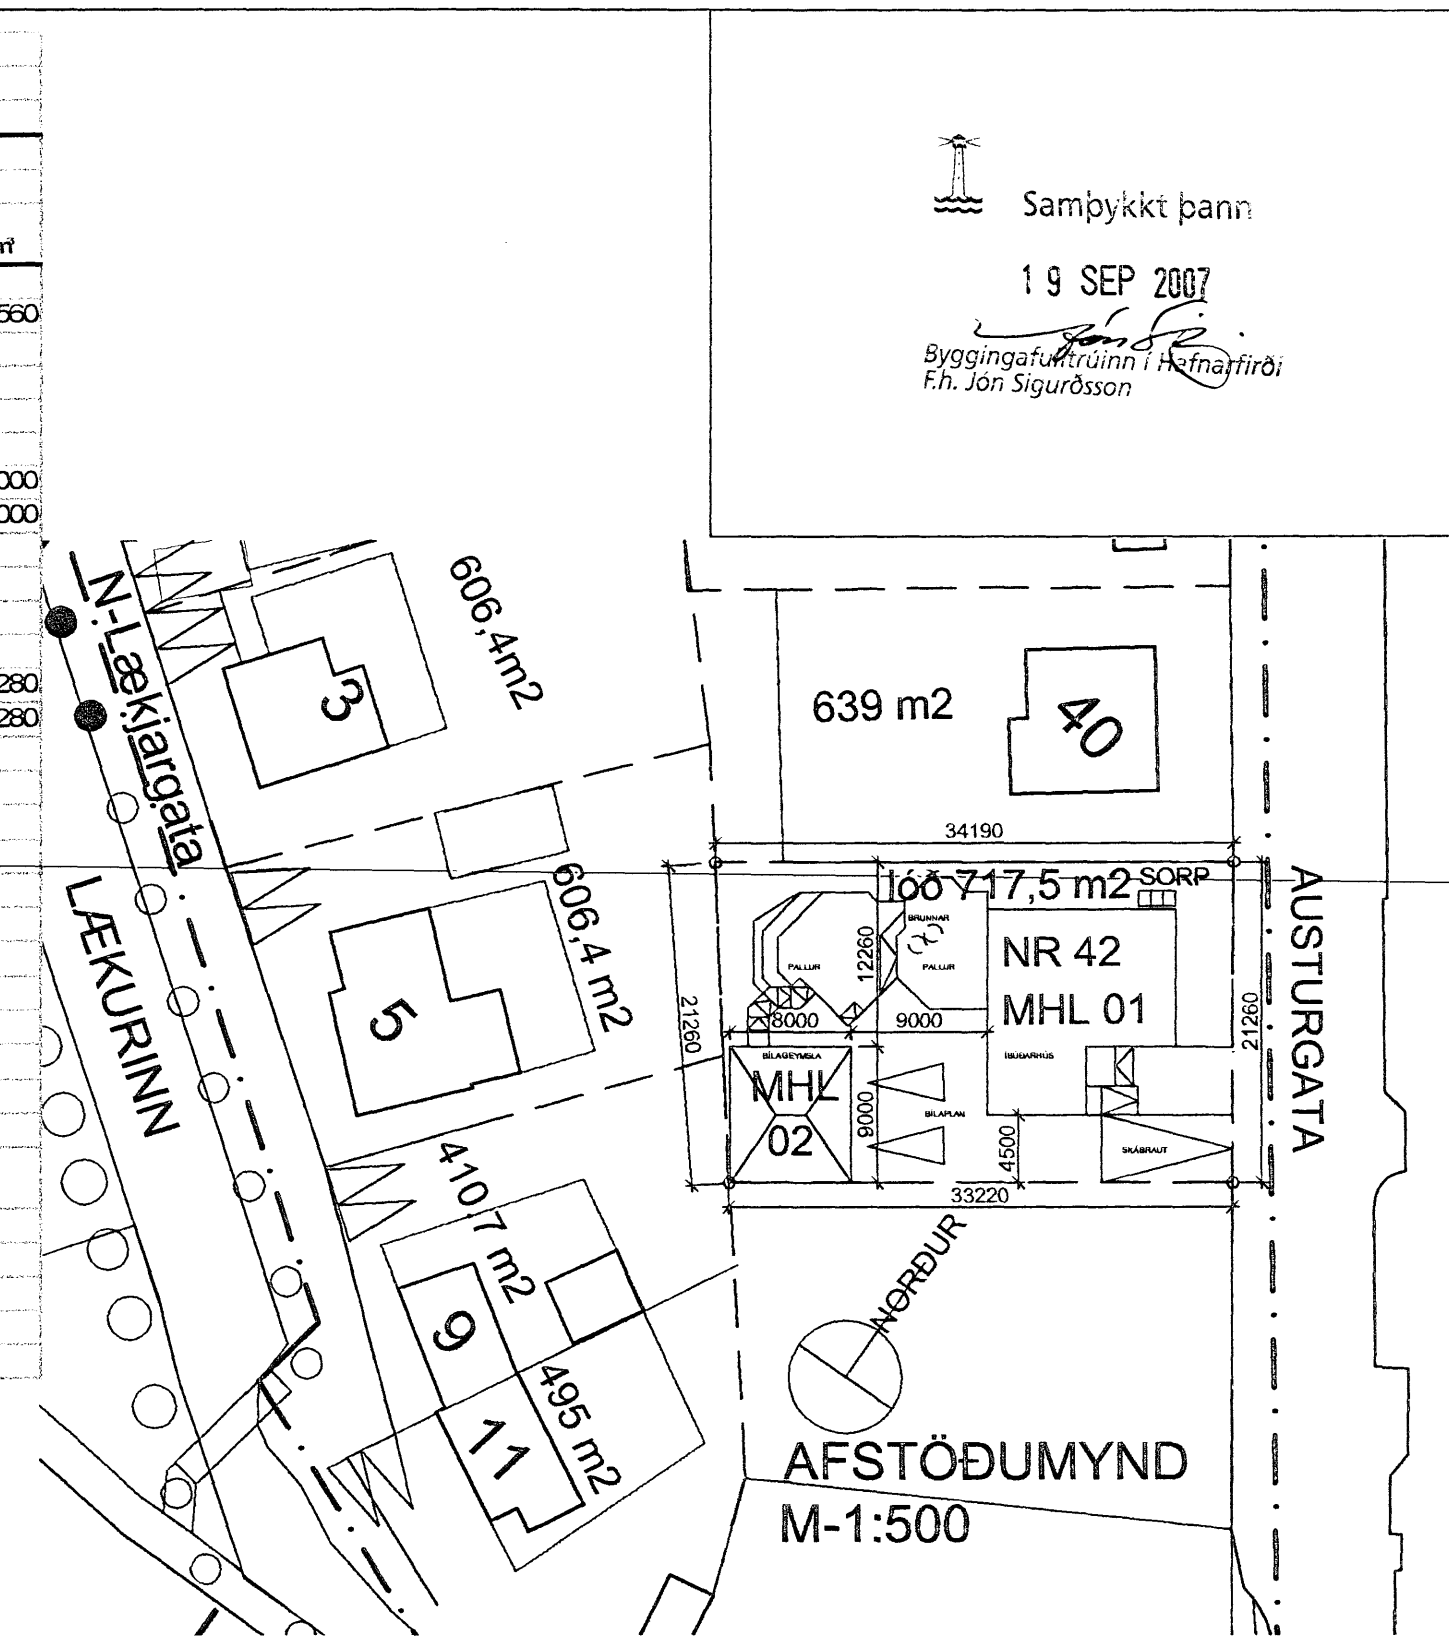 m²
560
000
000
280
280
Samþykkt þann
19 SEP 2007
Byggingafulltrúinn í Hafnarfirði
F.h. Jón Sigurðsson
N-Lækjargata
LÆKURINN
3
606,4m2
5
606,4 m2
410.7 m2
9
11
495 m2
639 m2
40
34190
lóð 717,5 m2
SORP
BRUNNAR
PALLUR
PALLUR
12260
NR 42
MHL 01
21260
8000
9000
21260
BÍLAGEYMSLA
ÍBÚÐARHÚS
MHL
02
9000
BÍLAPLAN
4500
SKÁBRAUT
33220
AUSTURGATA
NORÐUR
AFSTÖÐUMYND
M-1:500